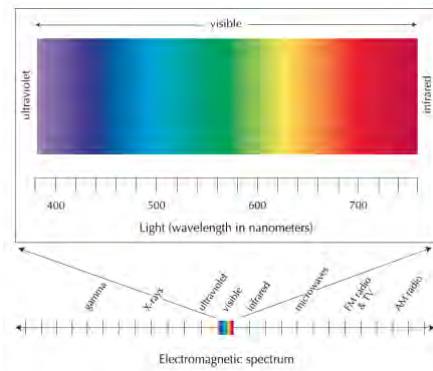 visible
ultraviolet
infrared
400 500 600 700
Light (wavelength in nanometers)
gamma
X-rays
ultraviolet
visible
infrared
microwaves
FM radio
& TV
AM radio
Electromagnetic spectrum